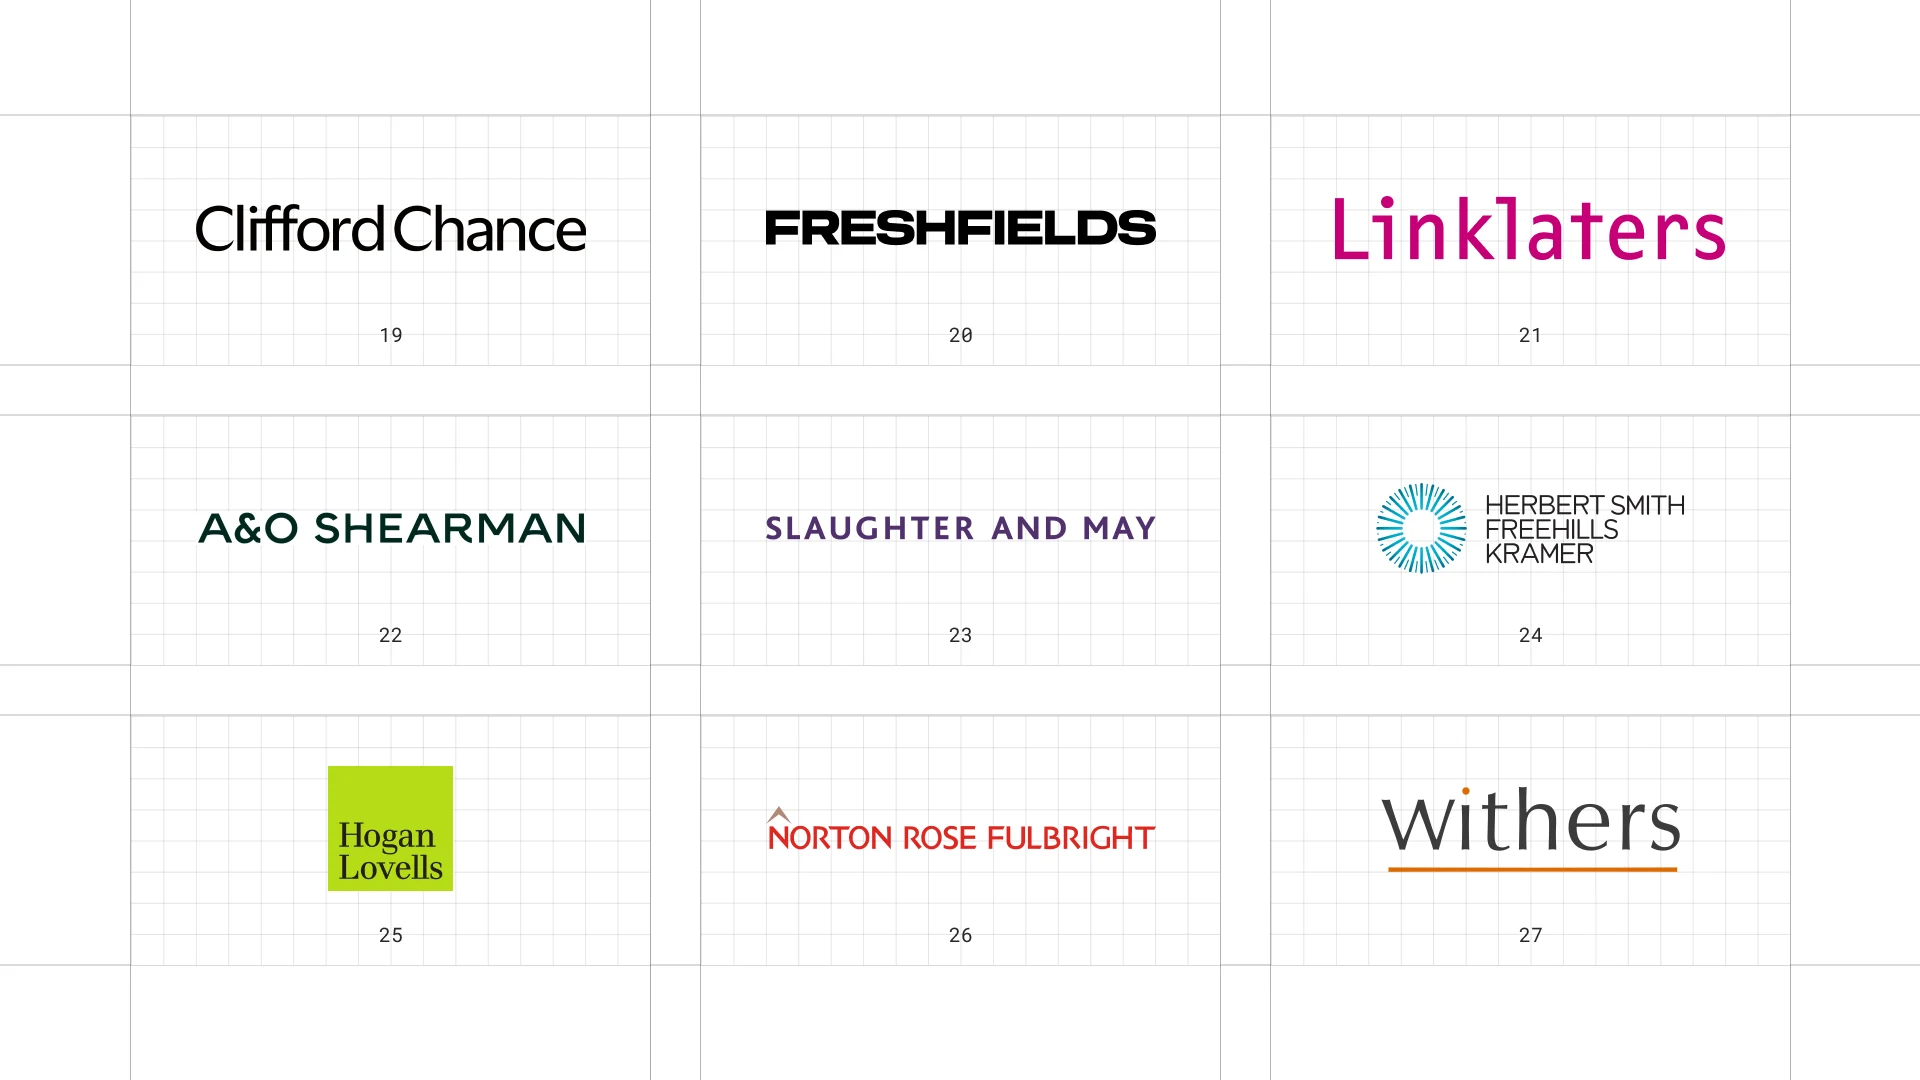 Clifford Chance
FRESHFIELDS
Linklaters
19
20
21
A&O SHEARMAN
SLAUGHTER AND MAY
HERBERT SMITH
FREEHILLS
KRAMER
22
23
24
Hogan
Lovells
NORTON ROSE FULBRIGHT
withers
25
26
27